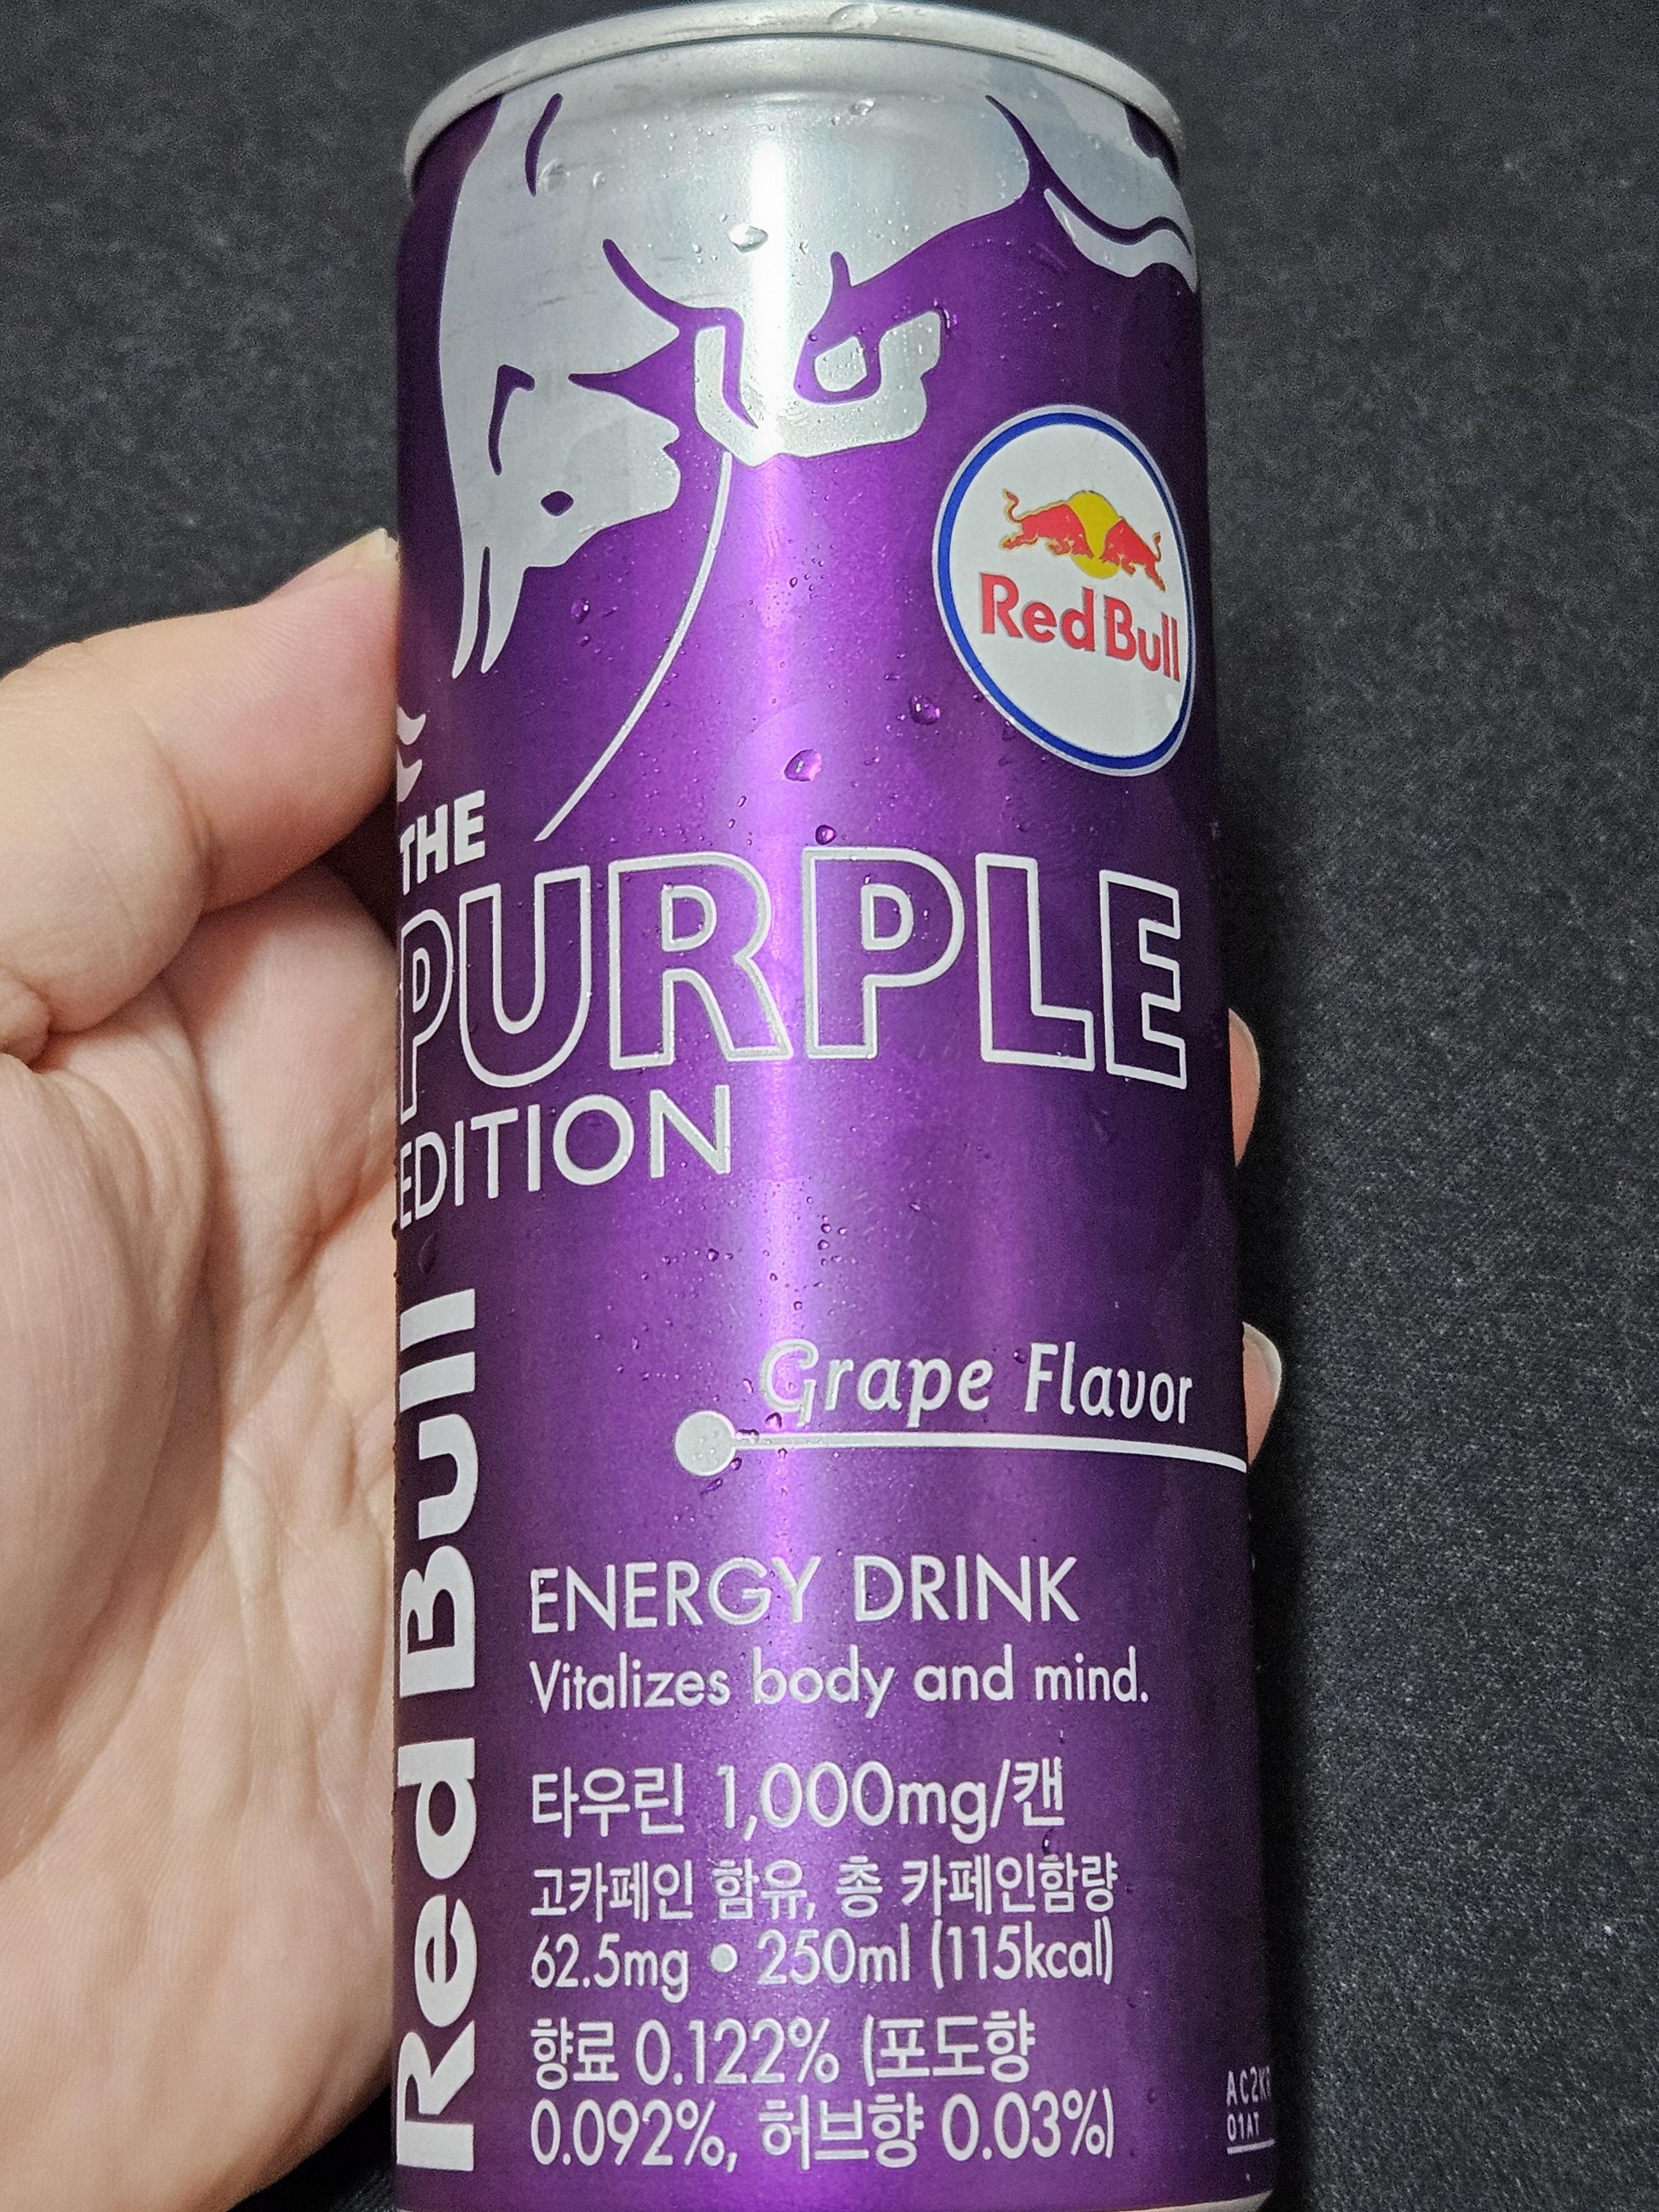 Red Bull
THE
PURPLE
EDITION
Grape Flavor
Red Bull
ENERGY DRINK
Vitalizes body and mind.
타우린 1,000mg/캔
고카페인 함유, 총 카페인함량
62.5mg • 250ml (115kcal)
향료 0.122% (포도향
0.092%, 허브향 0.03%)
01AT